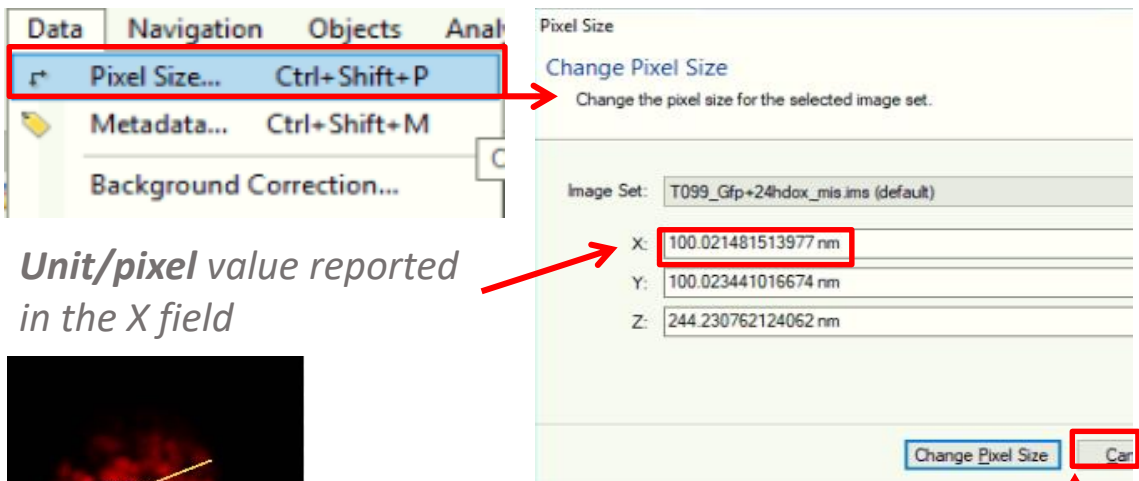 Data Navigation Objects
Pixel Size... Ctrl+Shift+P
Metadata... Ctrl+Shift+M
Background Correction...
Unit/pixel value reported
in the X field
Pixel Size
Change Pixel Size
Change the pixel size for the selected image set.
Image Set: T099_Gfp+24hdox_mis.ims (default)
X: 100.021481513977 nm
Y: 100.023441016674 nm
Z: 244.230762124062 nm
Change Pixel Size